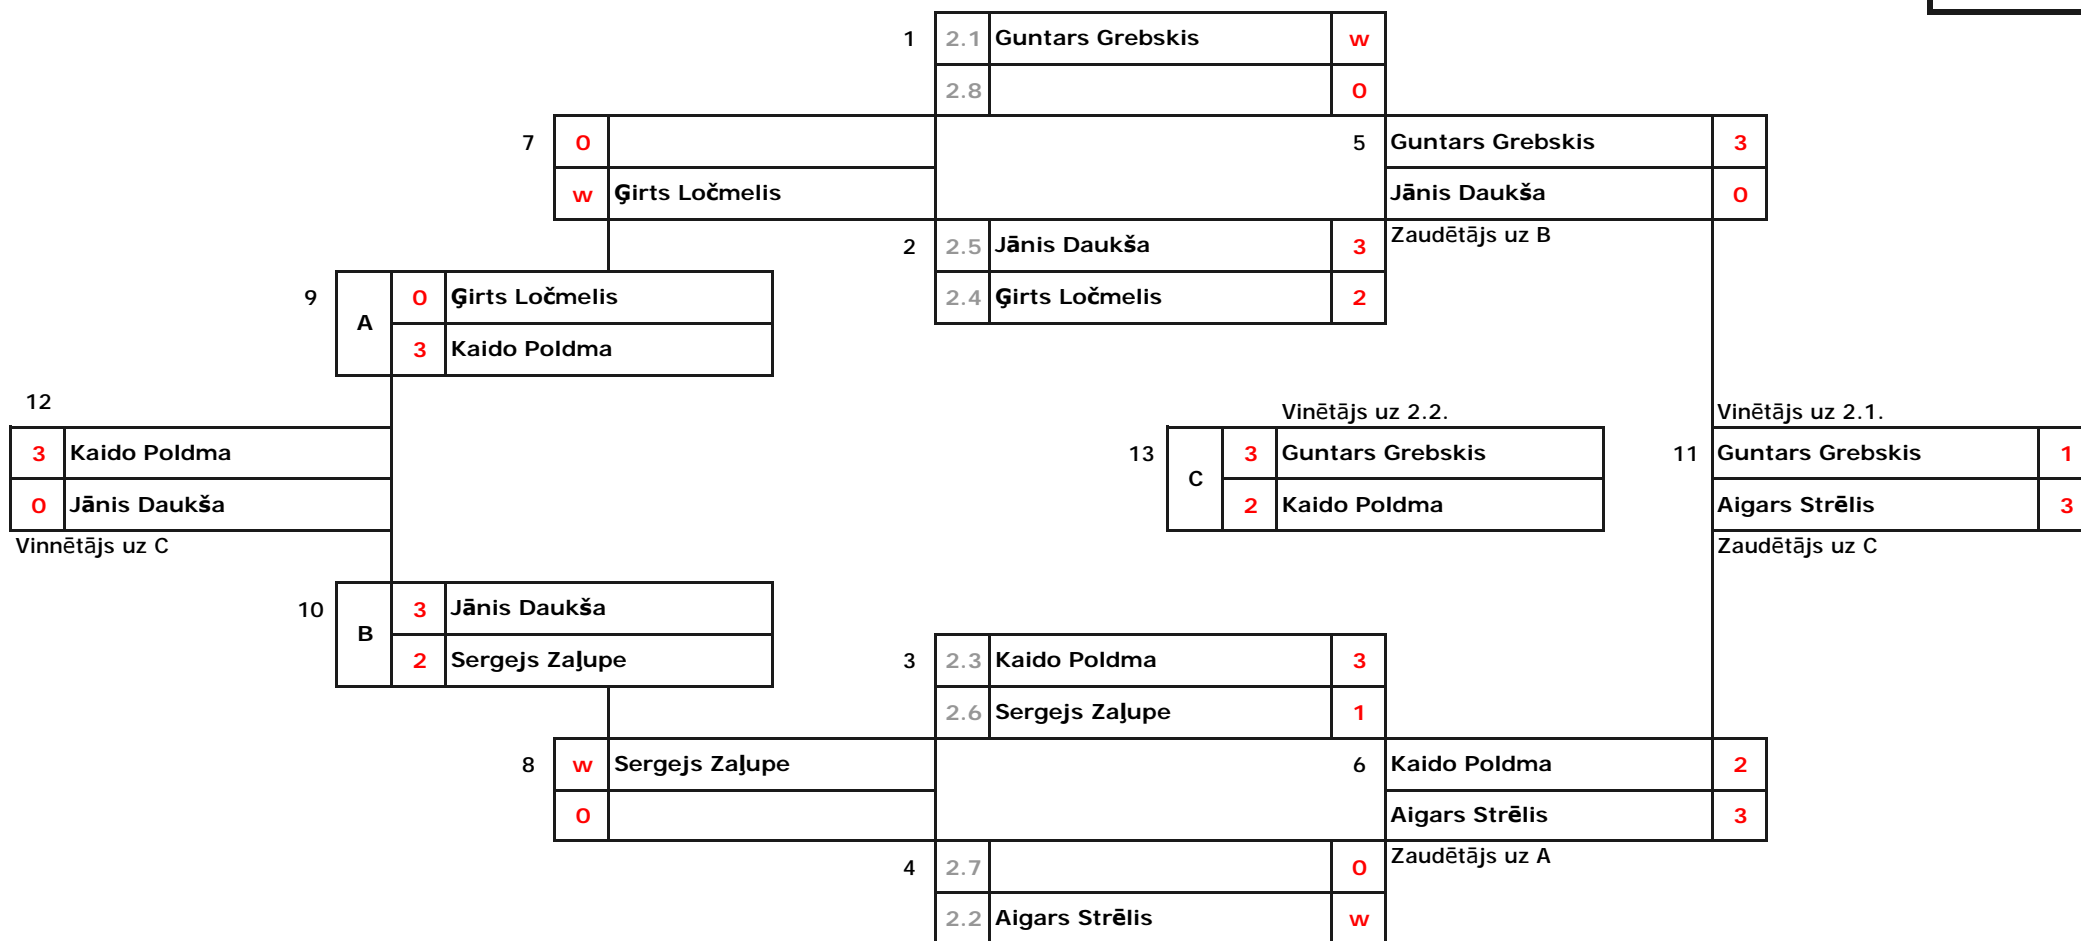 1 2.1 Guntars Grebskis w
2.8 0
7 0 5 Guntars Grebskis 3
w Ģirts Ločmelis Jānis Daukša 0
2 2.5 Jānis Daukša 3 Zaudētājs uz B
9 A 0 Ģirts Ločmelis 2.4 Ģirts Ločmelis 2
3 Kaido Poldma
12 Vinētājs uz 2.2. Vinētājs uz 2.1.
3 Kaido Poldma 13 C 3 Guntars Grebskis 11 Guntars Grebskis 1
0 Jānis Daukša 2 Kaido Poldma Aigars Strēlis 3
Vinnētājs uz C Zaudētājs uz C
10 B 3 Jānis Daukša
2 Sergejs Zaļupe 3 2.3 Kaido Poldma 3
2.6 Sergejs Zaļupe 1
8 w Sergejs Zaļupe 6 Kaido Poldma 2
0 Aigars Strēlis 3
4 2.7 0 Zaudētājs uz A
2.2 Aigars Strēlis w